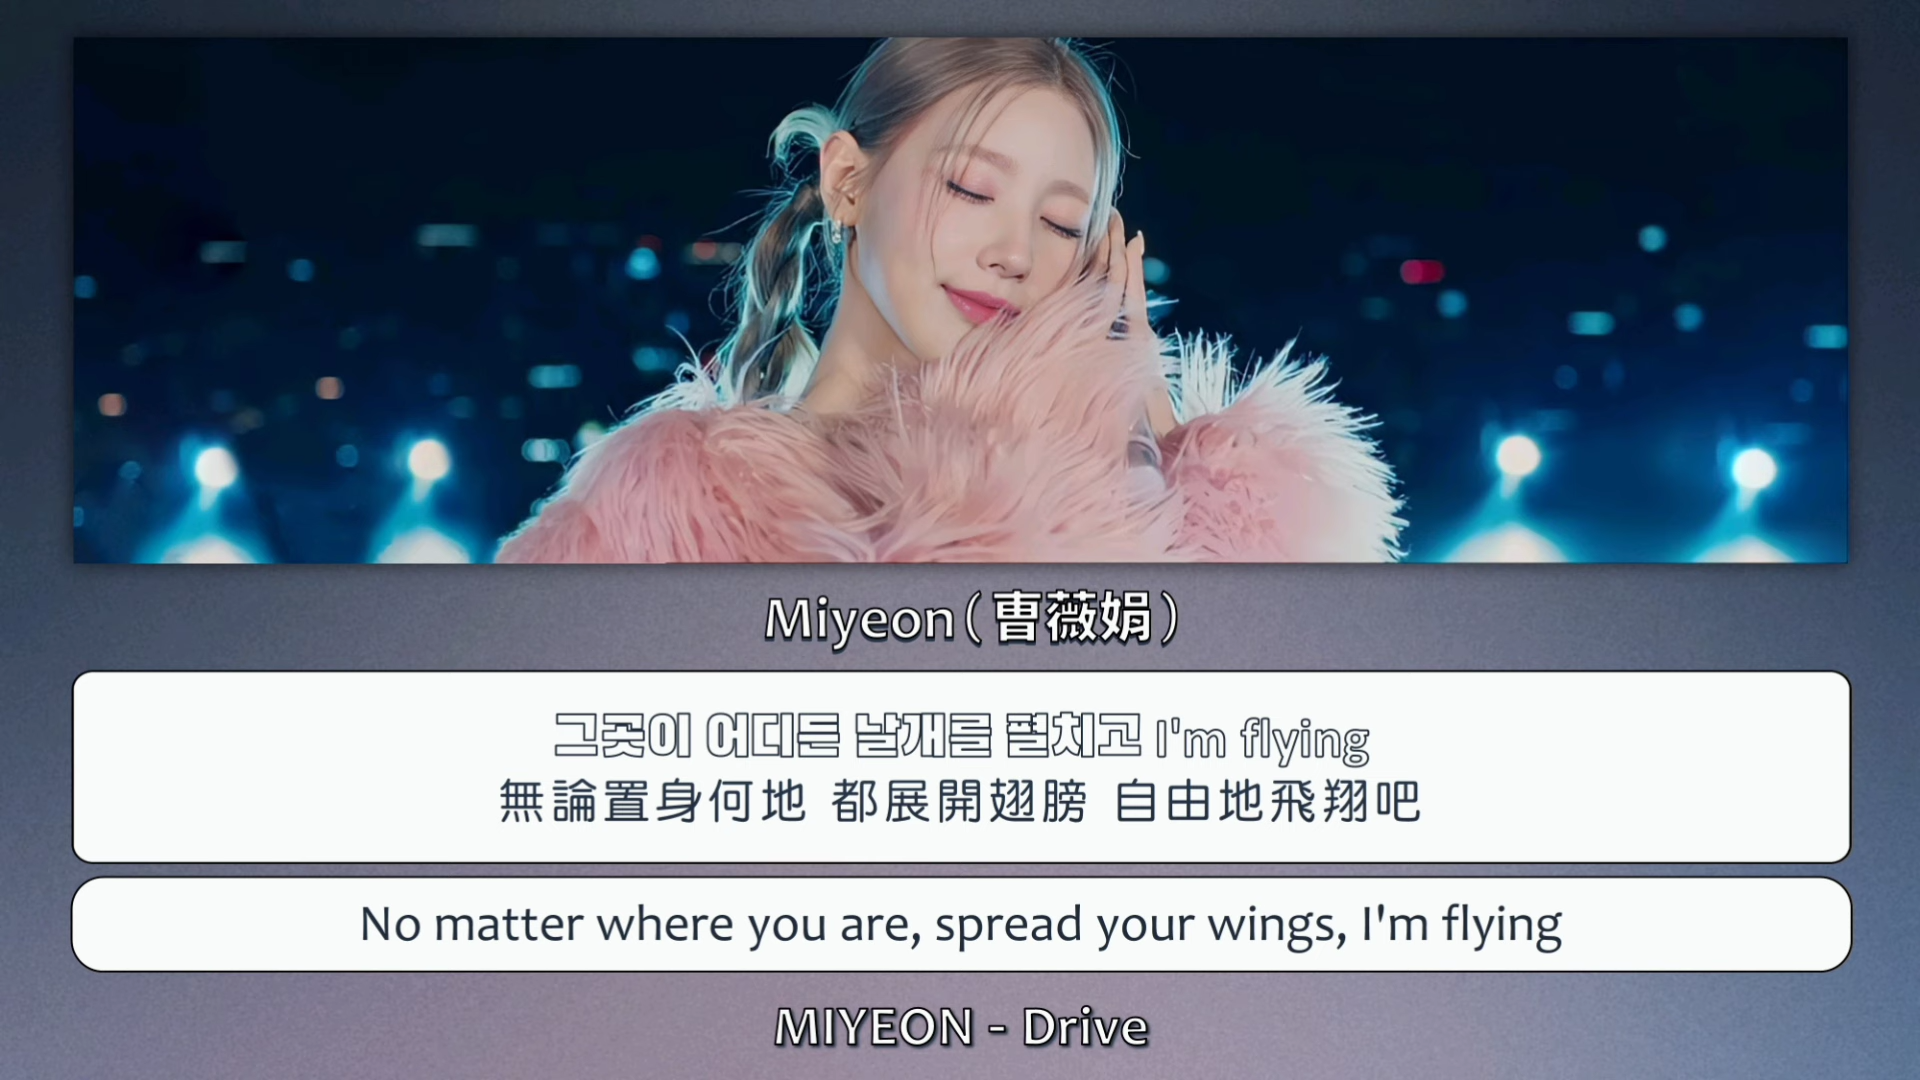 Miyeon(曺薇娟)
그곳이 어디든 날개를 펼치고 I'm flying
無論置身何地 都展開翅膀 自由地飛翔吧
No matter where you are, spread your wings, I'm flying
MIYEON - Drive